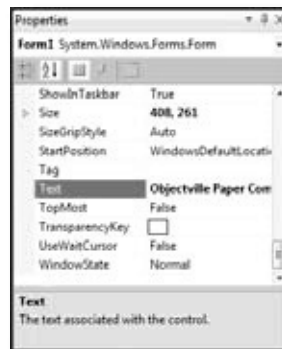 Properties
Form1 System.Windows.Forms.Form
ShowInTaskbar True
Size 408, 261
SizeGripStyle Auto
StartPosition WindowsDefaultLocati
Tag
Text Objectville Paper Com
TopMost False
TransparencyKey
UseWaitCursor False
WindowState Normal
Text
The text associated with the control.